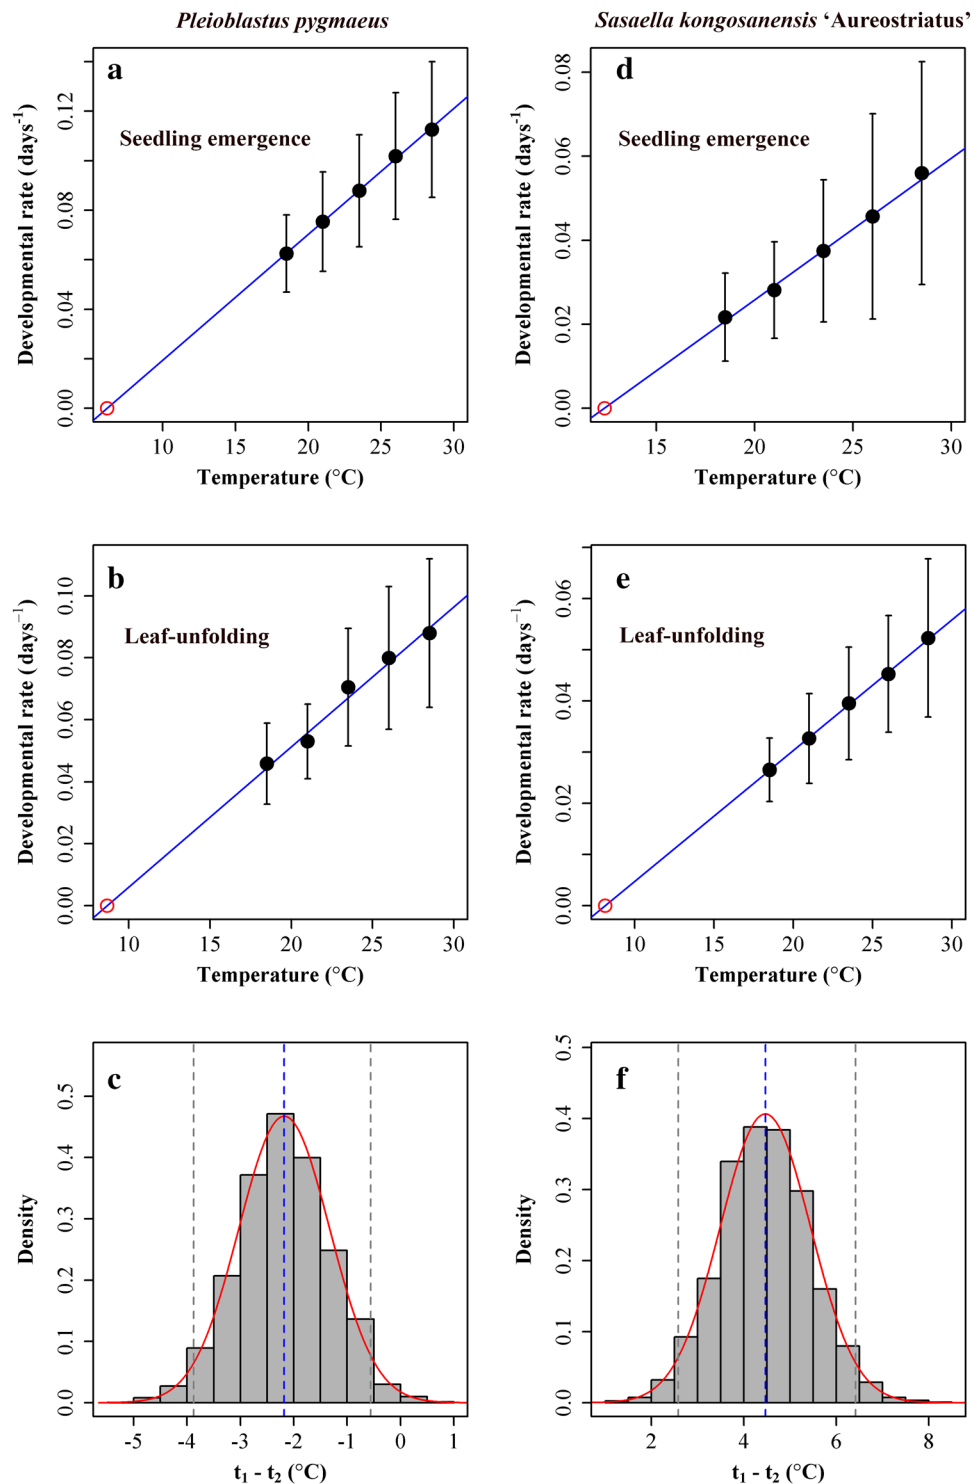 Pleioblastus pygmaeus
Sasaella kongosanensis ‘Aureostriatus’
a
Seedling emergence
Developmental rate (days-1)
0.00
0.04
0.08
0.12
10
15
20
25
30
Temperature (°C)
d
Seedling emergence
Developmental rate (days-1)
0.00
0.02
0.04
0.06
0.08
15
20
25
30
Temperature (°C)
b
Leaf-unfolding
Developmental rate (days−1)
0.00
0.02
0.04
0.06
0.08
0.10
10
15
20
25
30
Temperature (°C)
e
Leaf-unfolding
Developmental rate (days−1)
0.00
0.02
0.04
0.06
10
15
20
25
30
Temperature (°C)
c
Density
0.0
0.1
0.2
0.3
0.4
0.5
-5
-4
-3
-2
-1
0
1
t1 - t2 (°C)
f
Density
0.0
0.1
0.2
0.3
0.4
0.5
2
4
6
8
t1 - t2 (°C)